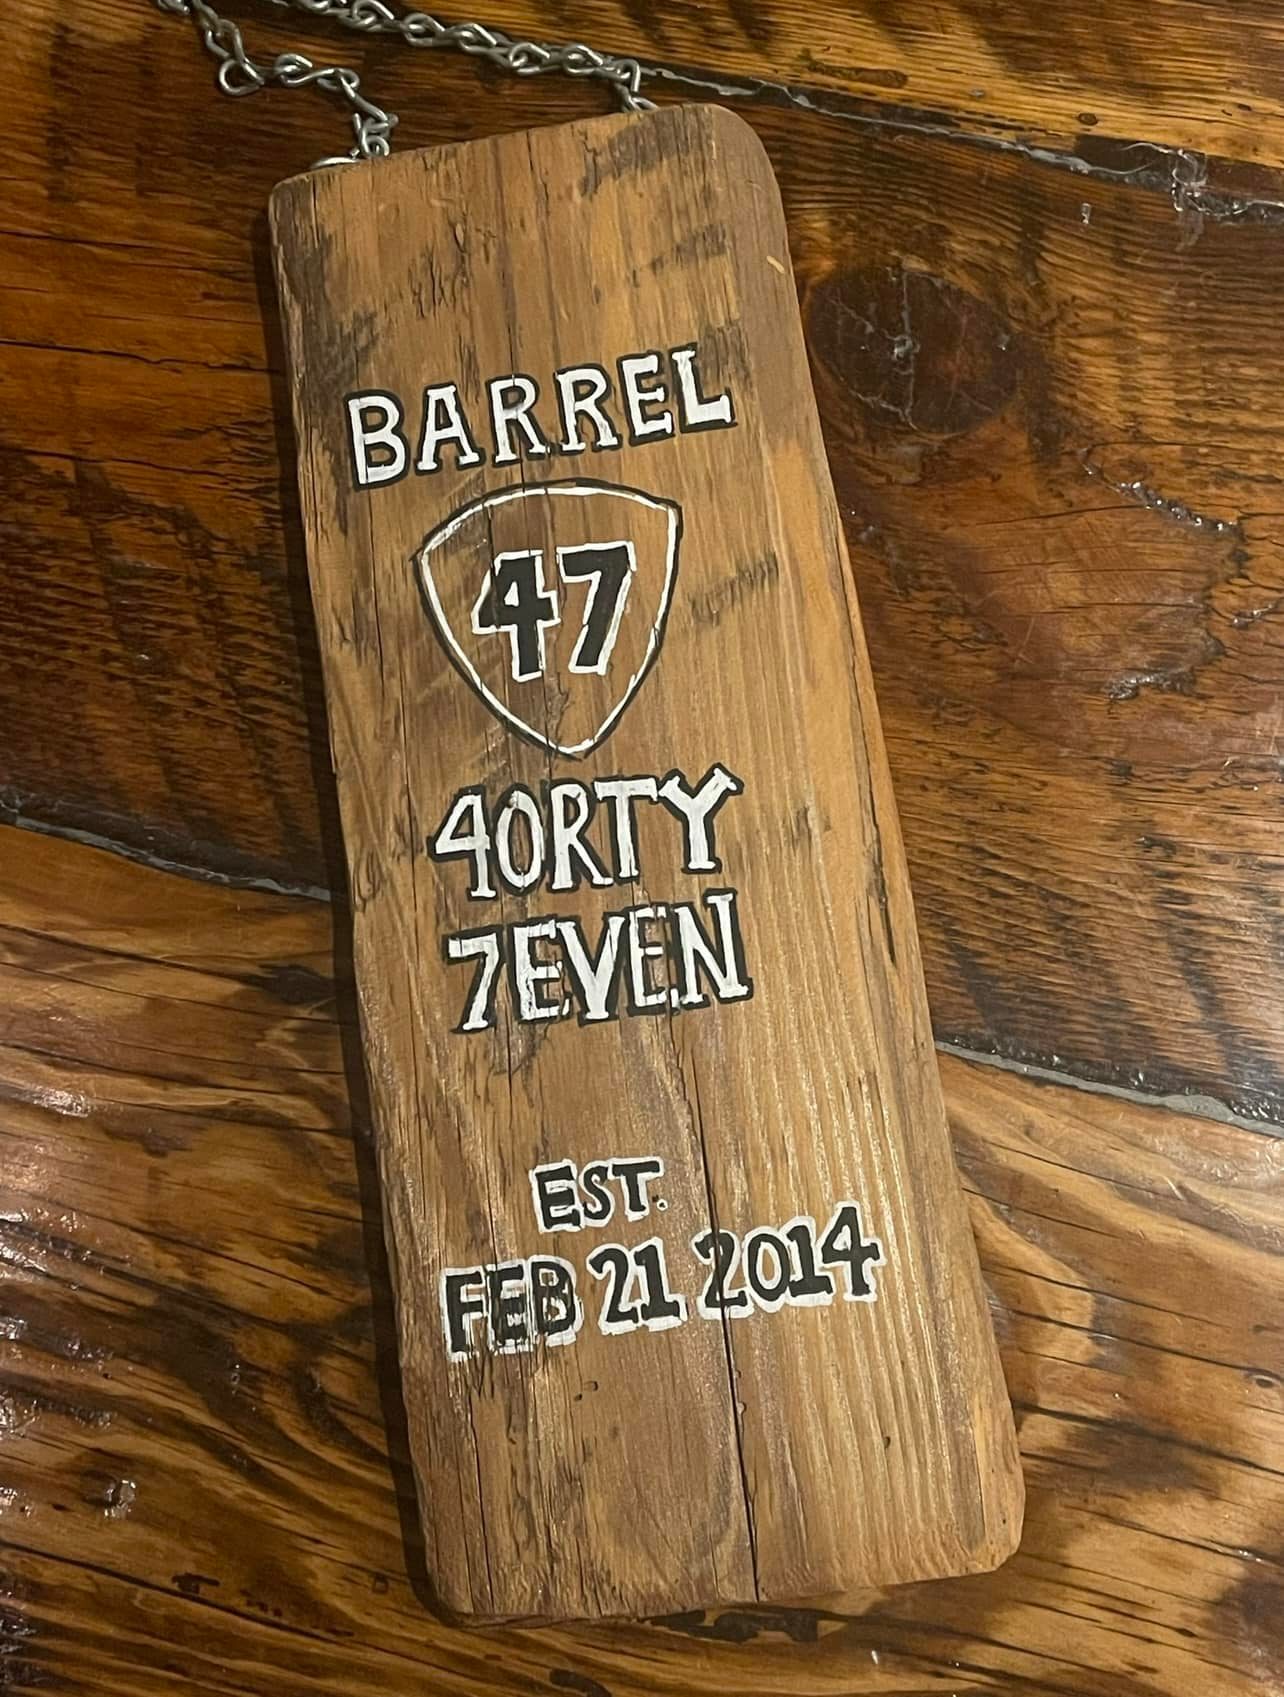 BARREL
47
4ORTY
7EVEN
EST.
FEB 21 2014